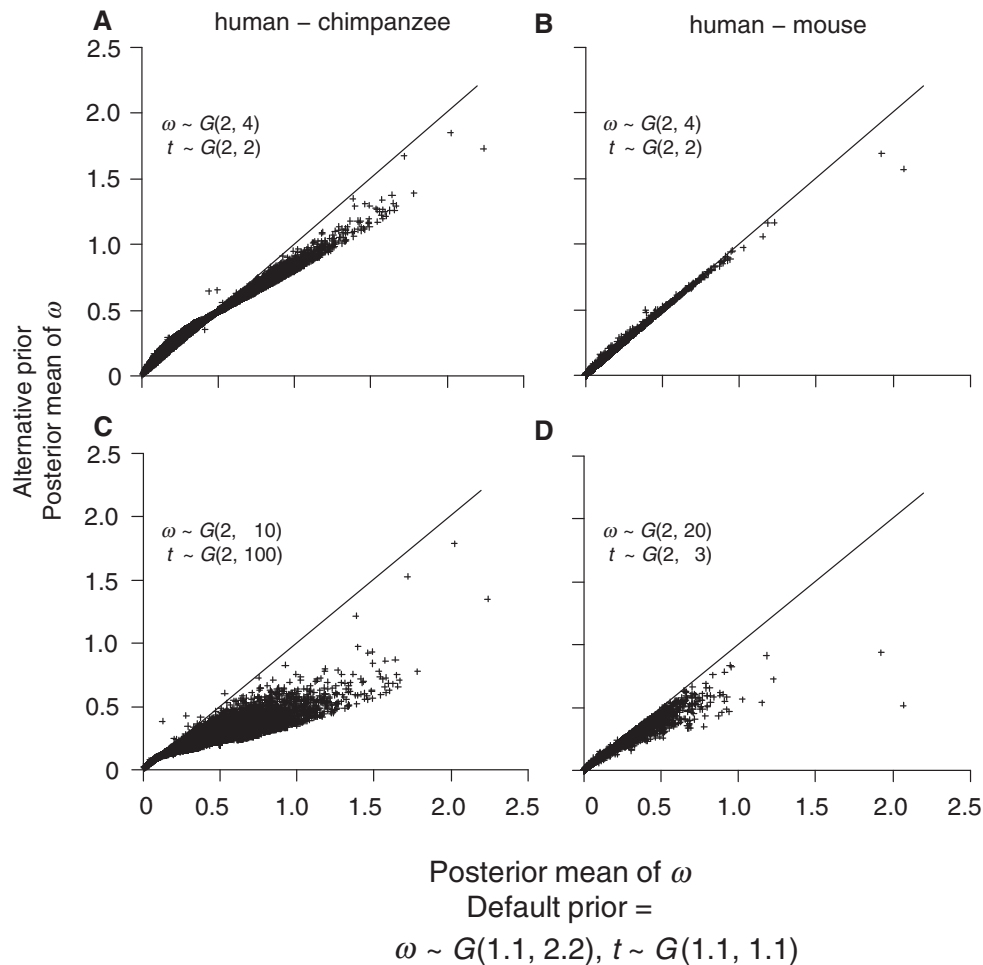 A
human – chimpanzee
B
human – mouse
2.5
2.0
1.5
1.0
0.5
0
ω ~ G(2, 4)
t ~ G(2, 2)
ω ~ G(2, 4)
t ~ G(2, 2)
Alternative prior
Posterior mean of ω
C
D
2.5
2.0
1.5
1.0
0.5
0
ω ~ G(2, 10)
t ~ G(2, 100)
ω ~ G(2, 20)
t ~ G(2, 3)
0 0.5 1.0 1.5 2.0 2.5
0 0.5 1.0 1.5 2.0 2.5
Posterior mean of ω
Default prior =
ω ~ G(1.1, 2.2), t ~ G(1.1, 1.1)